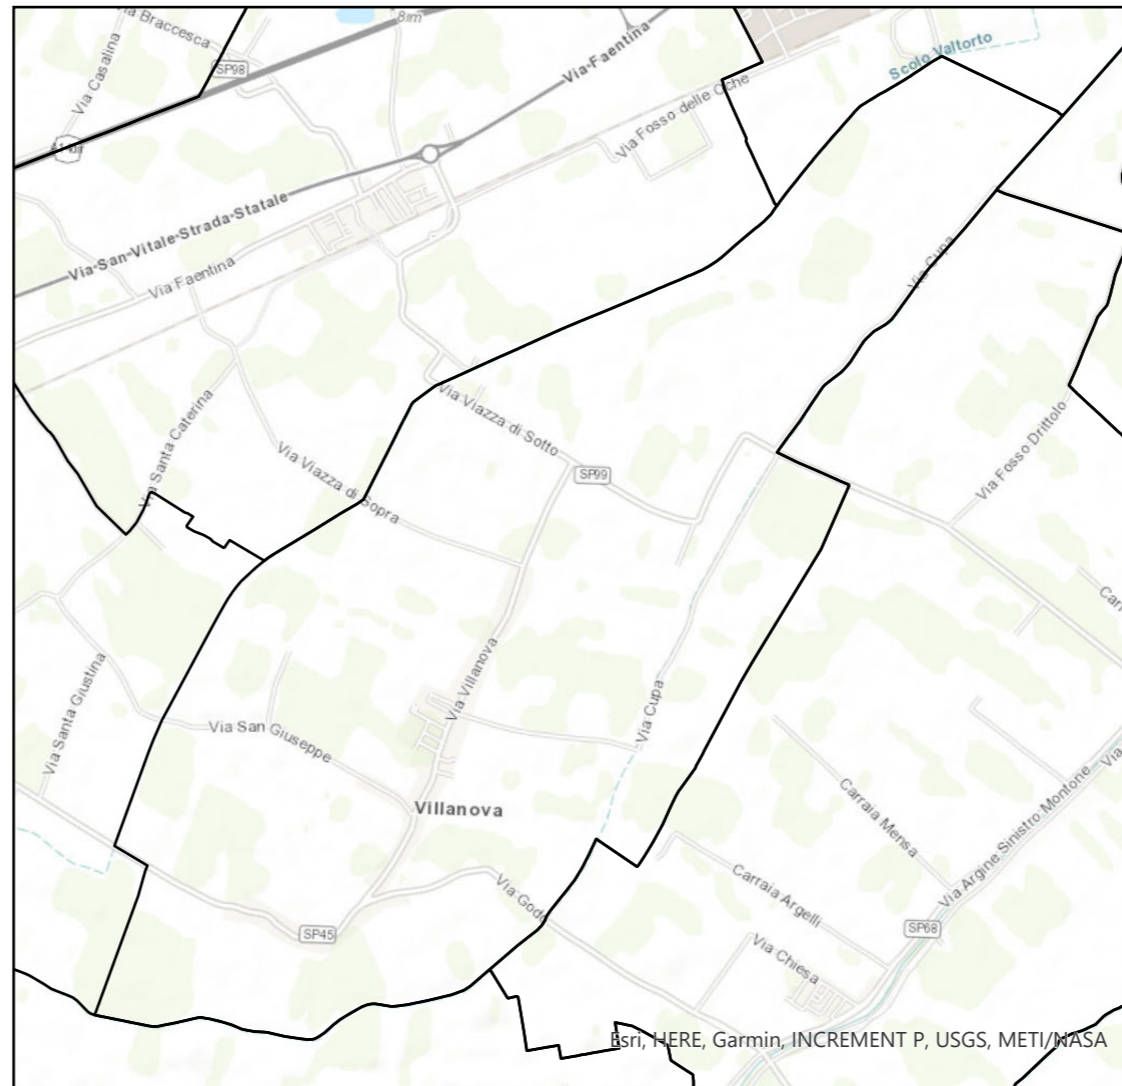 Via Braccesca
8m
Via Casalina
SP98
Via-Faentina
Scolo Valtorto
Via Fosso delle Oche
Via-San-Vitale-Strada-Statale
Via Faentina
Via Cupa
Via Viazza di Sotto
Via Santa Caterina
Via Fosso Drittolo
Via Viazza di Sopra
SP99
Via Santa Giustina
Via Villanova
Via Cupa
Via San Giuseppe
Villanova
Carraia Mensa
Via Argine Sinistro Montone
Via
Carraia Argelli
Via Godo
SP45
SP68
Via Chiesa
Esri, HERE, Garmin, INCREMENT P, USGS, METI/NASA